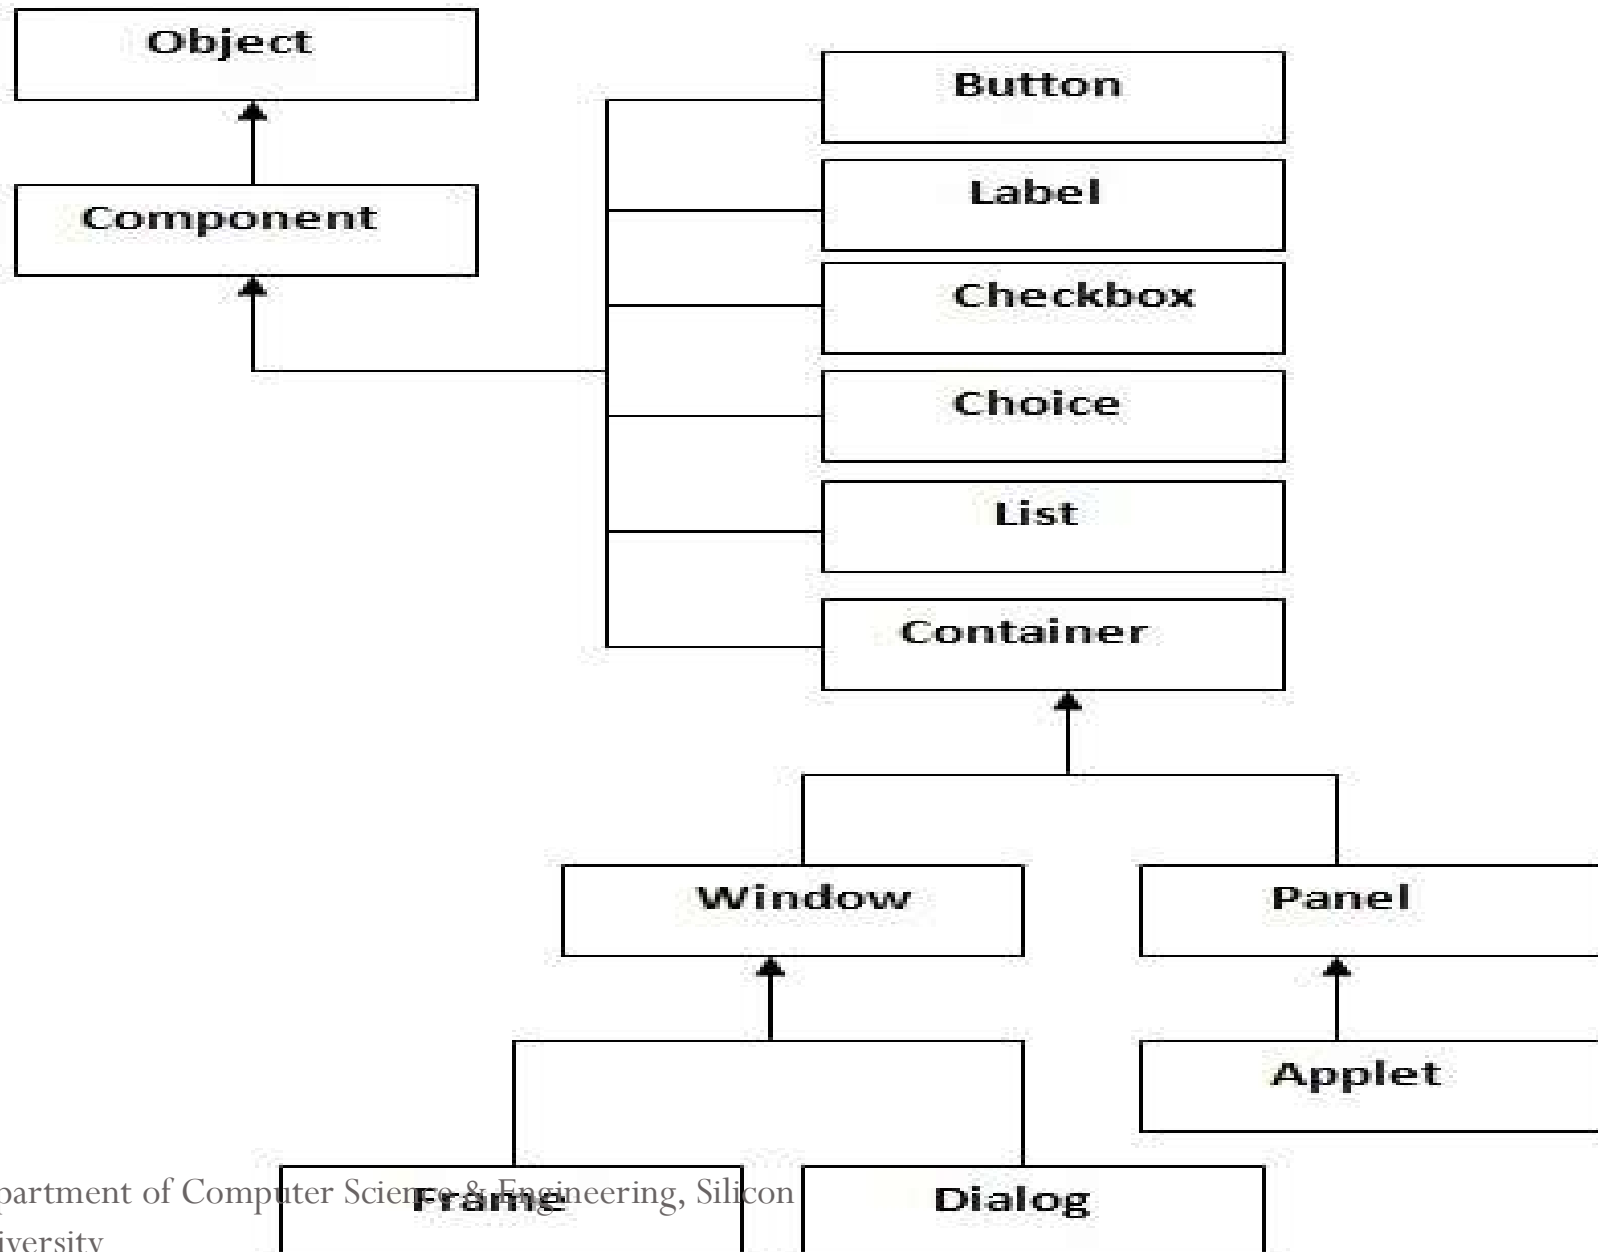 Object
Button
Label
Component
Checkbox
Choice
List
Container
Window
Panel
Applet
Frame
Dialog
partment of Computer Science & Engineering, Silicon
iversity